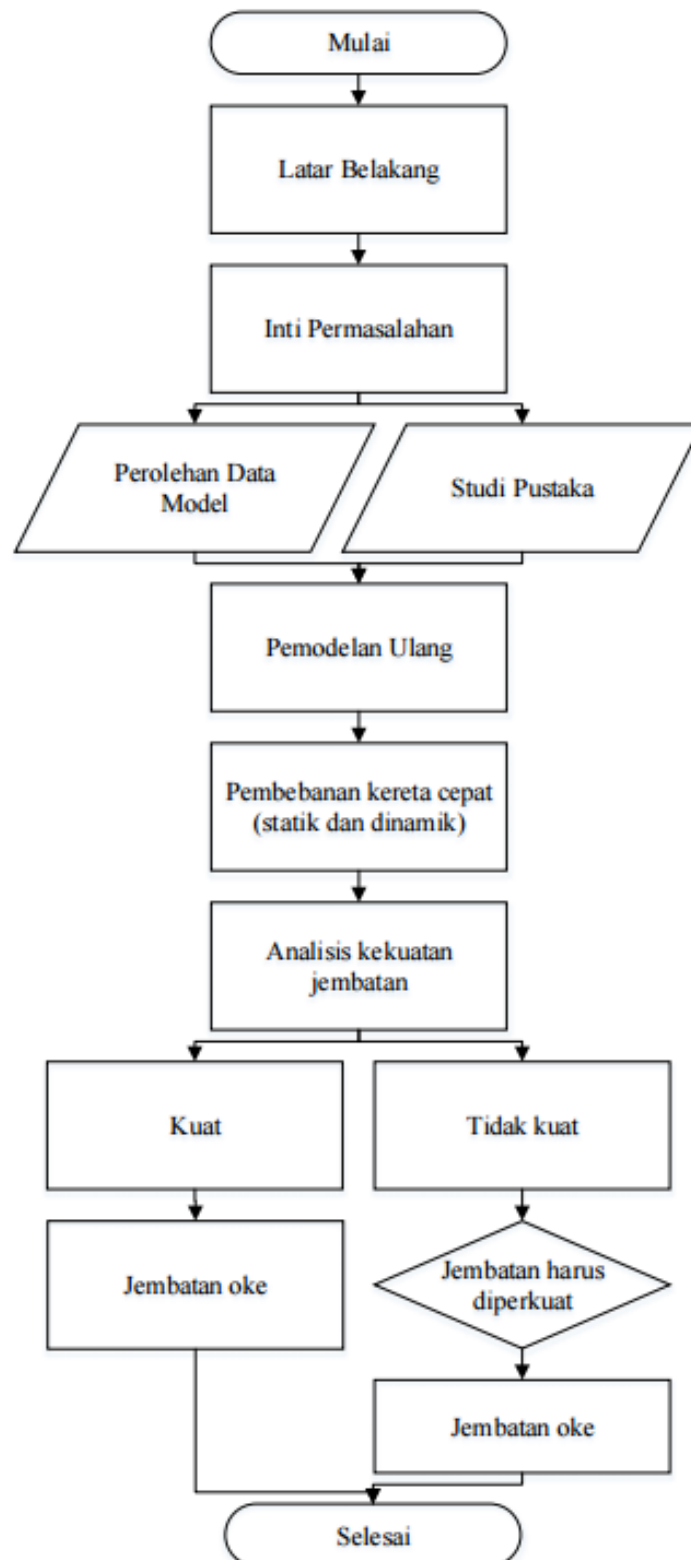 Mulai
Latar Belakang
Inti Permasalahan
Perolehan Data
Model
Studi Pustaka
Pemodelan Ulang
Pembebanan kereta cepat
(statik dan dinamik)
Analisis kekuatan
jembatan
Kuat
Tidak kuat
Jembatan oke
Jembatan harus
diperkuat
Jembatan oke
Selesai